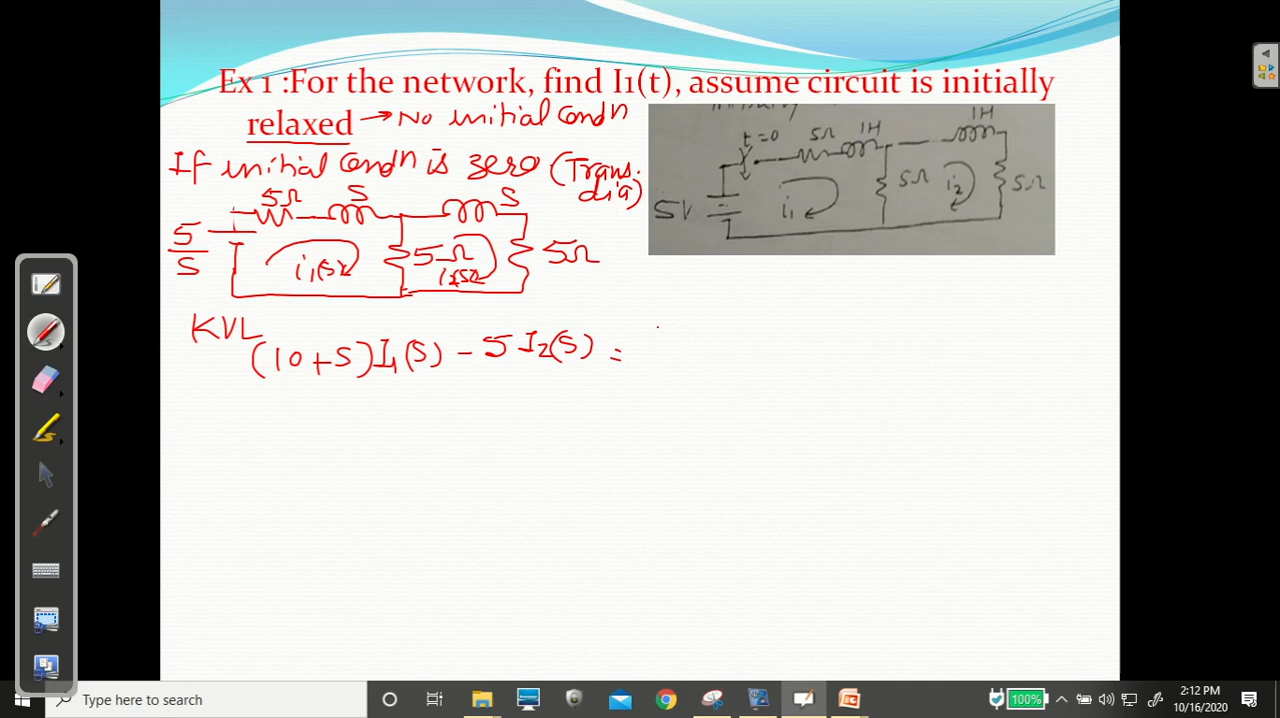 Ex 1 :For the network, find I1(t), assume circuit is initially
relaxed → No initial condn
If initial condn is zero (Trans.
dia)
t=0
5Ω
1H
1H
5V
i1
5Ω
i2
5Ω
5Ω
S
S
5/S
i1(s)
5Ω
5Ω
KVL
(10+S)I1(S) - 5 I2(S) =
Type here to search
100%
2:12 PM
10/16/2020